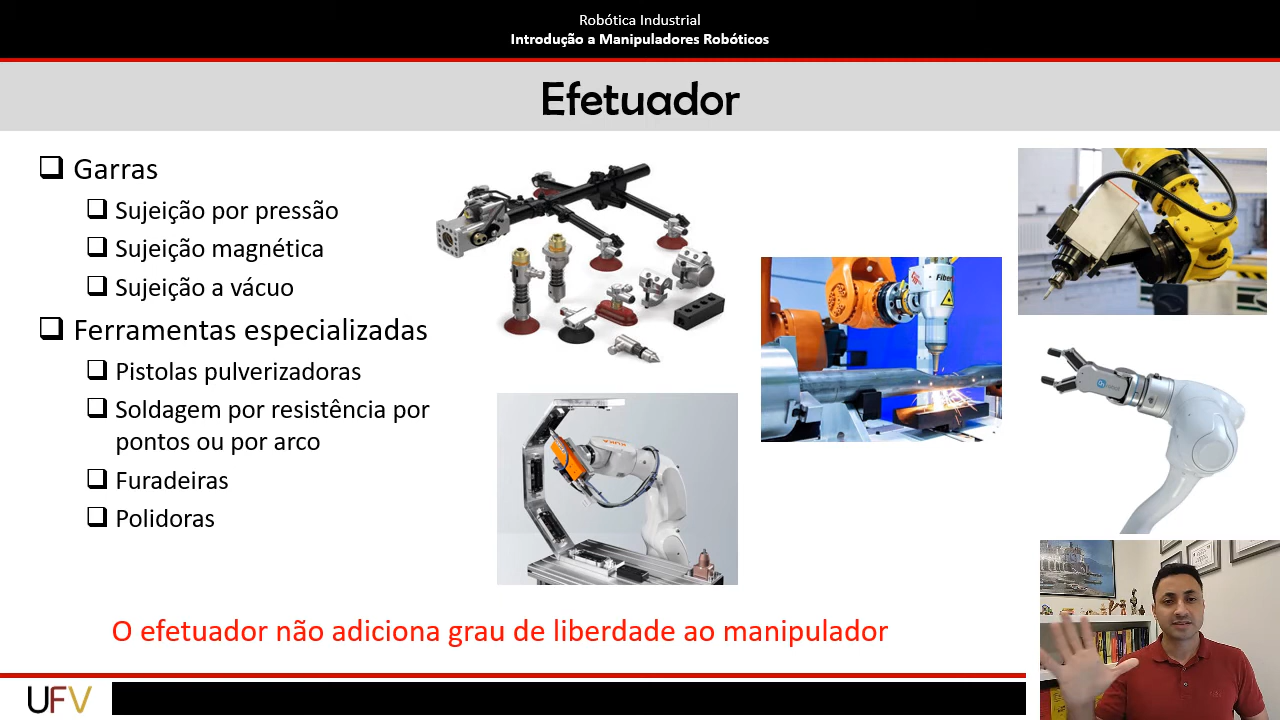 Robótica Industrial
Introdução a Manipuladores Robóticos
Efetuador
Garras
Sujeição por pressão
Sujeição magnética
Sujeição a vácuo
Ferramentas especializadas
Pistolas pulverizadoras
Soldagem por resistência por
pontos ou por arco
Furadeiras
Polidoras
Fiber
O efetuador não adiciona grau de liberdade ao manipulador
UFV